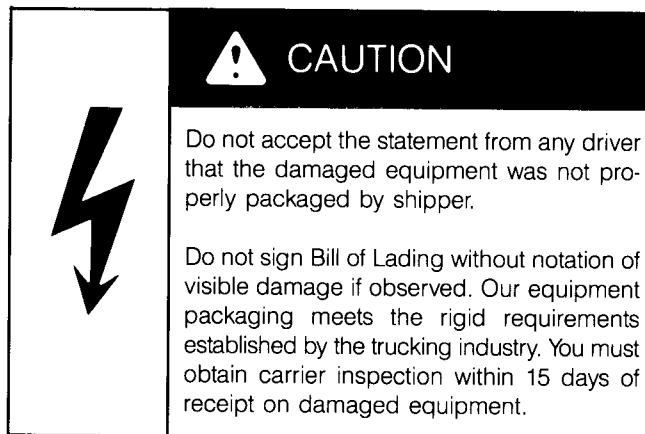 CAUTION
Do not accept the statement from any driver
that the damaged equipment was not pro-
perly packaged by shipper.
Do not sign Bill of Lading without notation of
visible damage if observed. Our equipment
packaging meets the rigid requirements
established by the trucking industry. You must
obtain carrier inspection within 15 days of
receipt on damaged equipment.